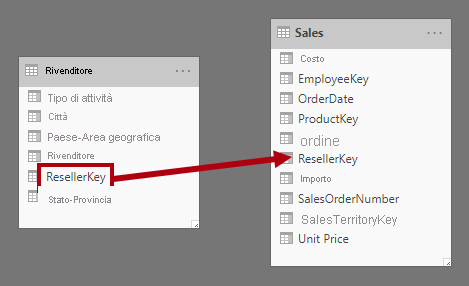 Rivenditore
Tipo di attività
Città
Paese-Area geografica
Rivenditore
ResellerKey
Stato-Provincia
Sales
Costo
EmployeeKey
OrderDate
ProductKey
ordine
ResellerKey
Importo
SalesOrderNumber
SalesTerritoryKey
Unit Price